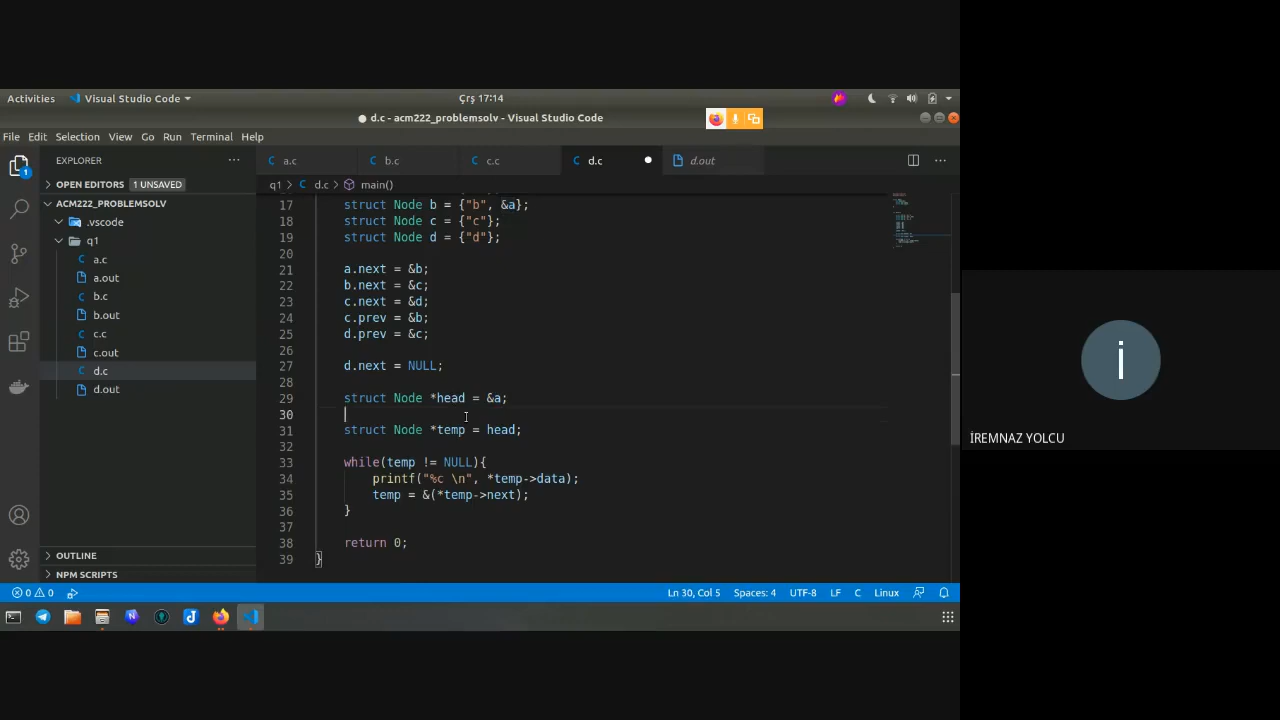 Activities Visual Studio Code Çrş 17:14
● d.c - acm222_problemsolv - Visual Studio Code
File Edit Selection View Go Run Terminal Help
EXPLORER
OPEN EDITORS 1 UNSAVED
ACM222_PROBLEMSOLV
.vscode
q1
a.c
a.out
b.c
b.out
c.c
c.out
d.c
d.out
OUTLINE
NPM SCRIPTS
a.c b.c c.c d.c d.out
q1 > d.c > main()
17 struct Node b = {"b", &a};
18 struct Node c = {"c"};
19 struct Node d = {"d"};
20
21 a.next = &b;
22 b.next = &c;
23 c.next = &d;
24 c.prev = &b;
25 d.prev = &c;
26
27 d.next = NULL;
28
29 struct Node *head = &a;
30
31 struct Node *temp = head;
32
33 while(temp != NULL){
34 printf("%c \n", *temp->data);
35 temp = &(*temp->next);
36 }
37
38 return 0;
39 }
0 0 Ln 30, Col 5 Spaces: 4 UTF-8 LF C Linux
i
İREMNAZ YOLCU